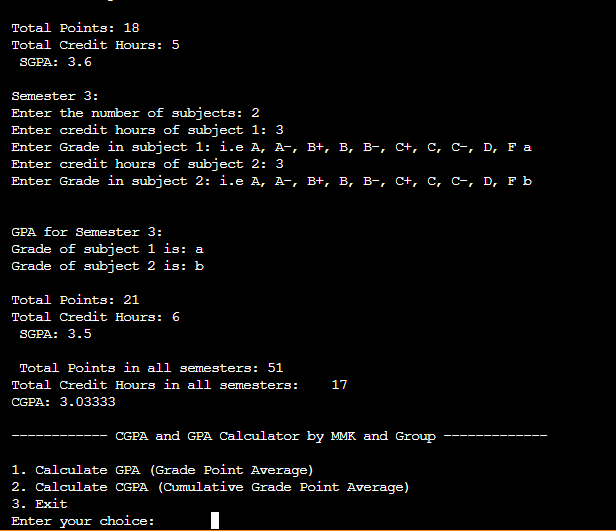 Total Points: 18
Total Credit Hours: 5
SGPA: 3.6
Semester 3:
Enter the number of subjects: 2
Enter credit hours of subject 1: 3
Enter Grade in subject 1: i.e A, A-, B+, B, B-, C+, C, C-, D, F a
Enter credit hours of subject 2: 3
Enter Grade in subject 2: i.e A, A-, B+, B, B-, C+, C, C-, D, F b
GPA for Semester 3:
Grade of subject 1 is: a
Grade of subject 2 is: b
Total Points: 21
Total Credit Hours: 6
SGPA: 3.5
Total Points in all semesters: 51
Total Credit Hours in all semesters: 17
CGPA: 3.03333
------------ CGPA and GPA Calculator by MMK and Group -------------
1. Calculate GPA (Grade Point Average)
2. Calculate CGPA (Cumulative Grade Point Average)
3. Exit
Enter your choice: